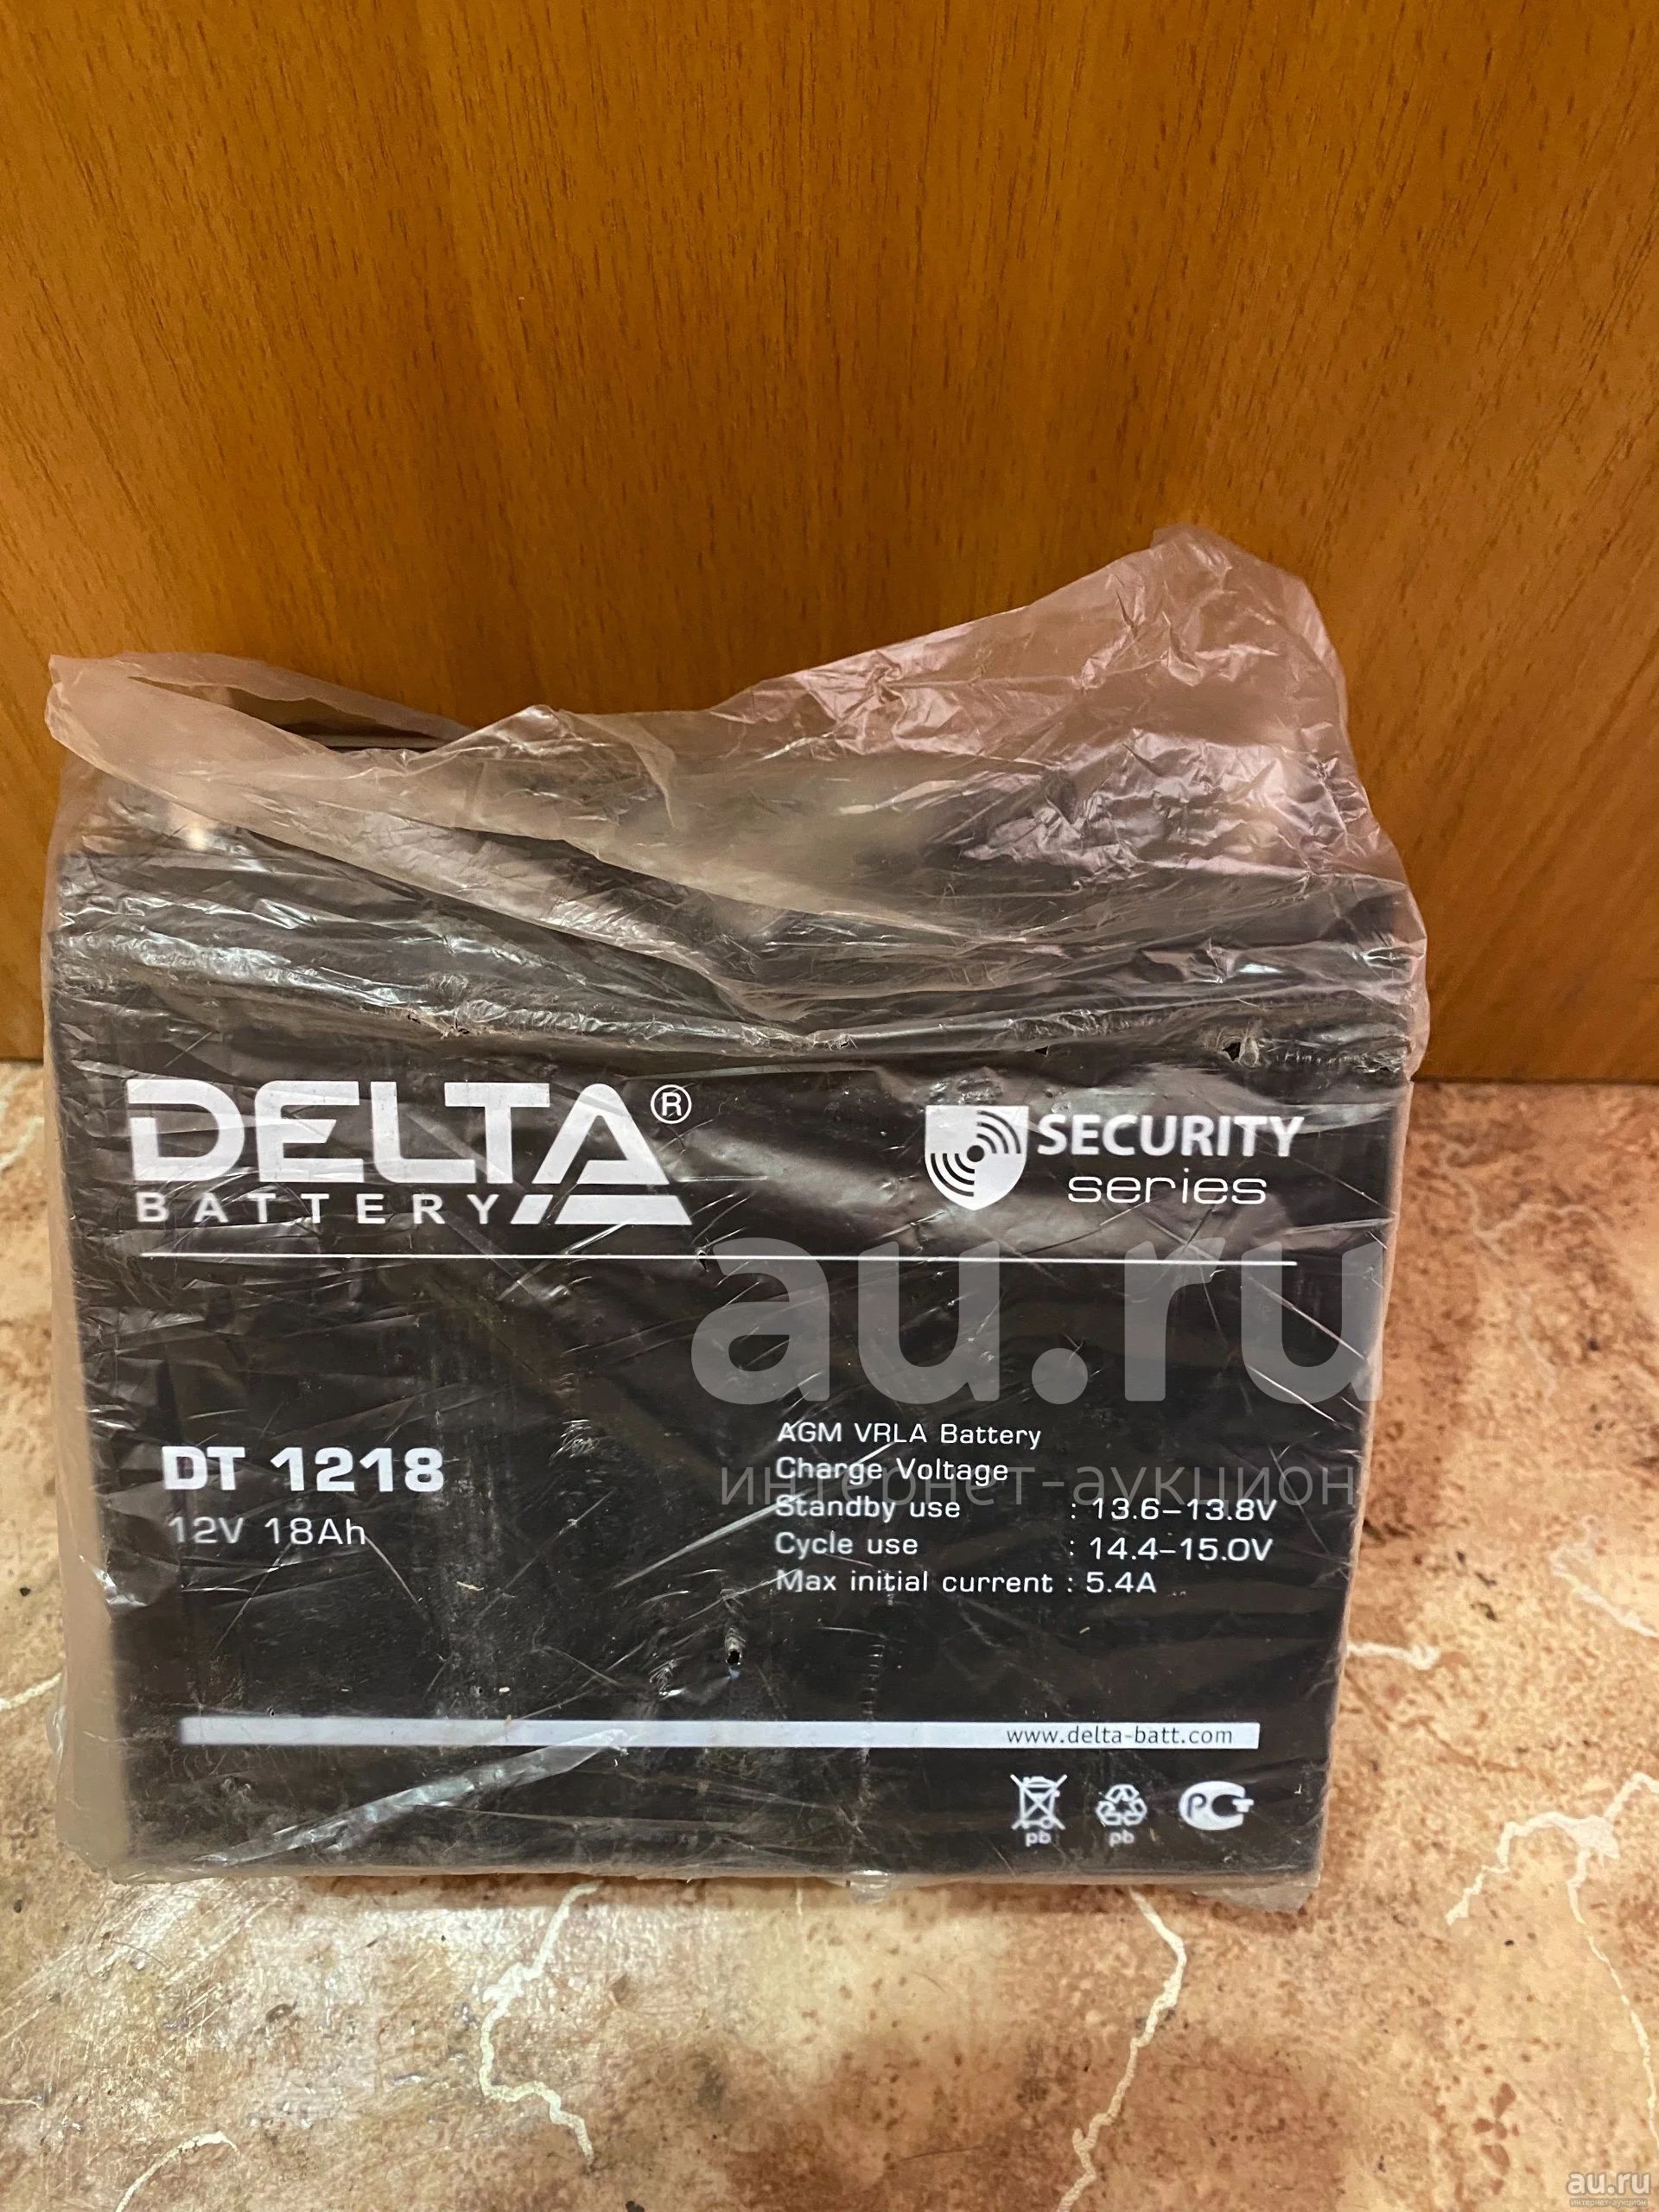 DELTA®
BATTERY
SECURITY
series
au.ru
интернет-аукцион
DT 1218
12V 18Ah
AGM VRLA Battery
Charge Voltage
Standby use : 13.6–13.8V
Cycle use : 14.4–15.0V
Max initial current : 5.4A
www.delta-batt.com
pb
pb
PC
au.ru
интернет-аукцион